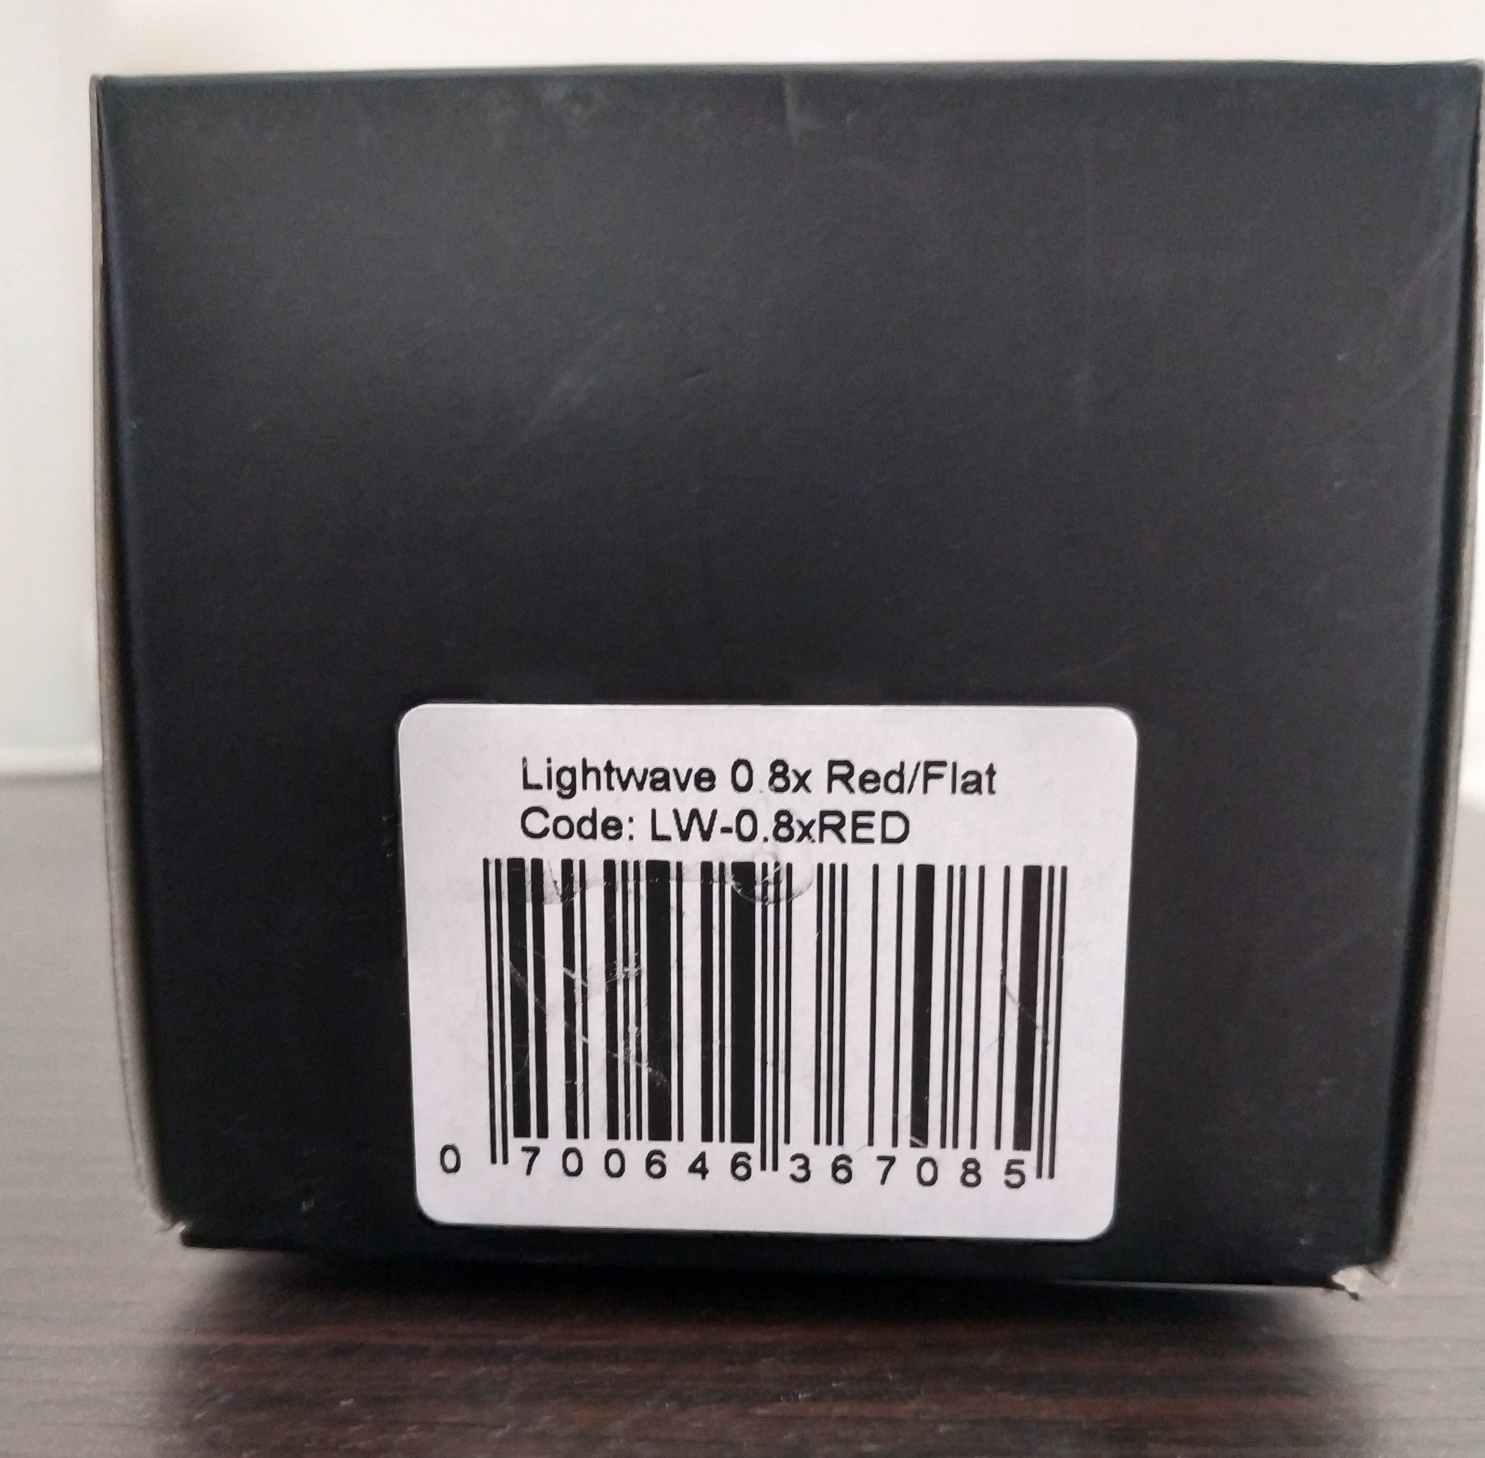 Lightwave 0.8x Red/Flat
Code: LW-0.8xRED
0 700646 367085